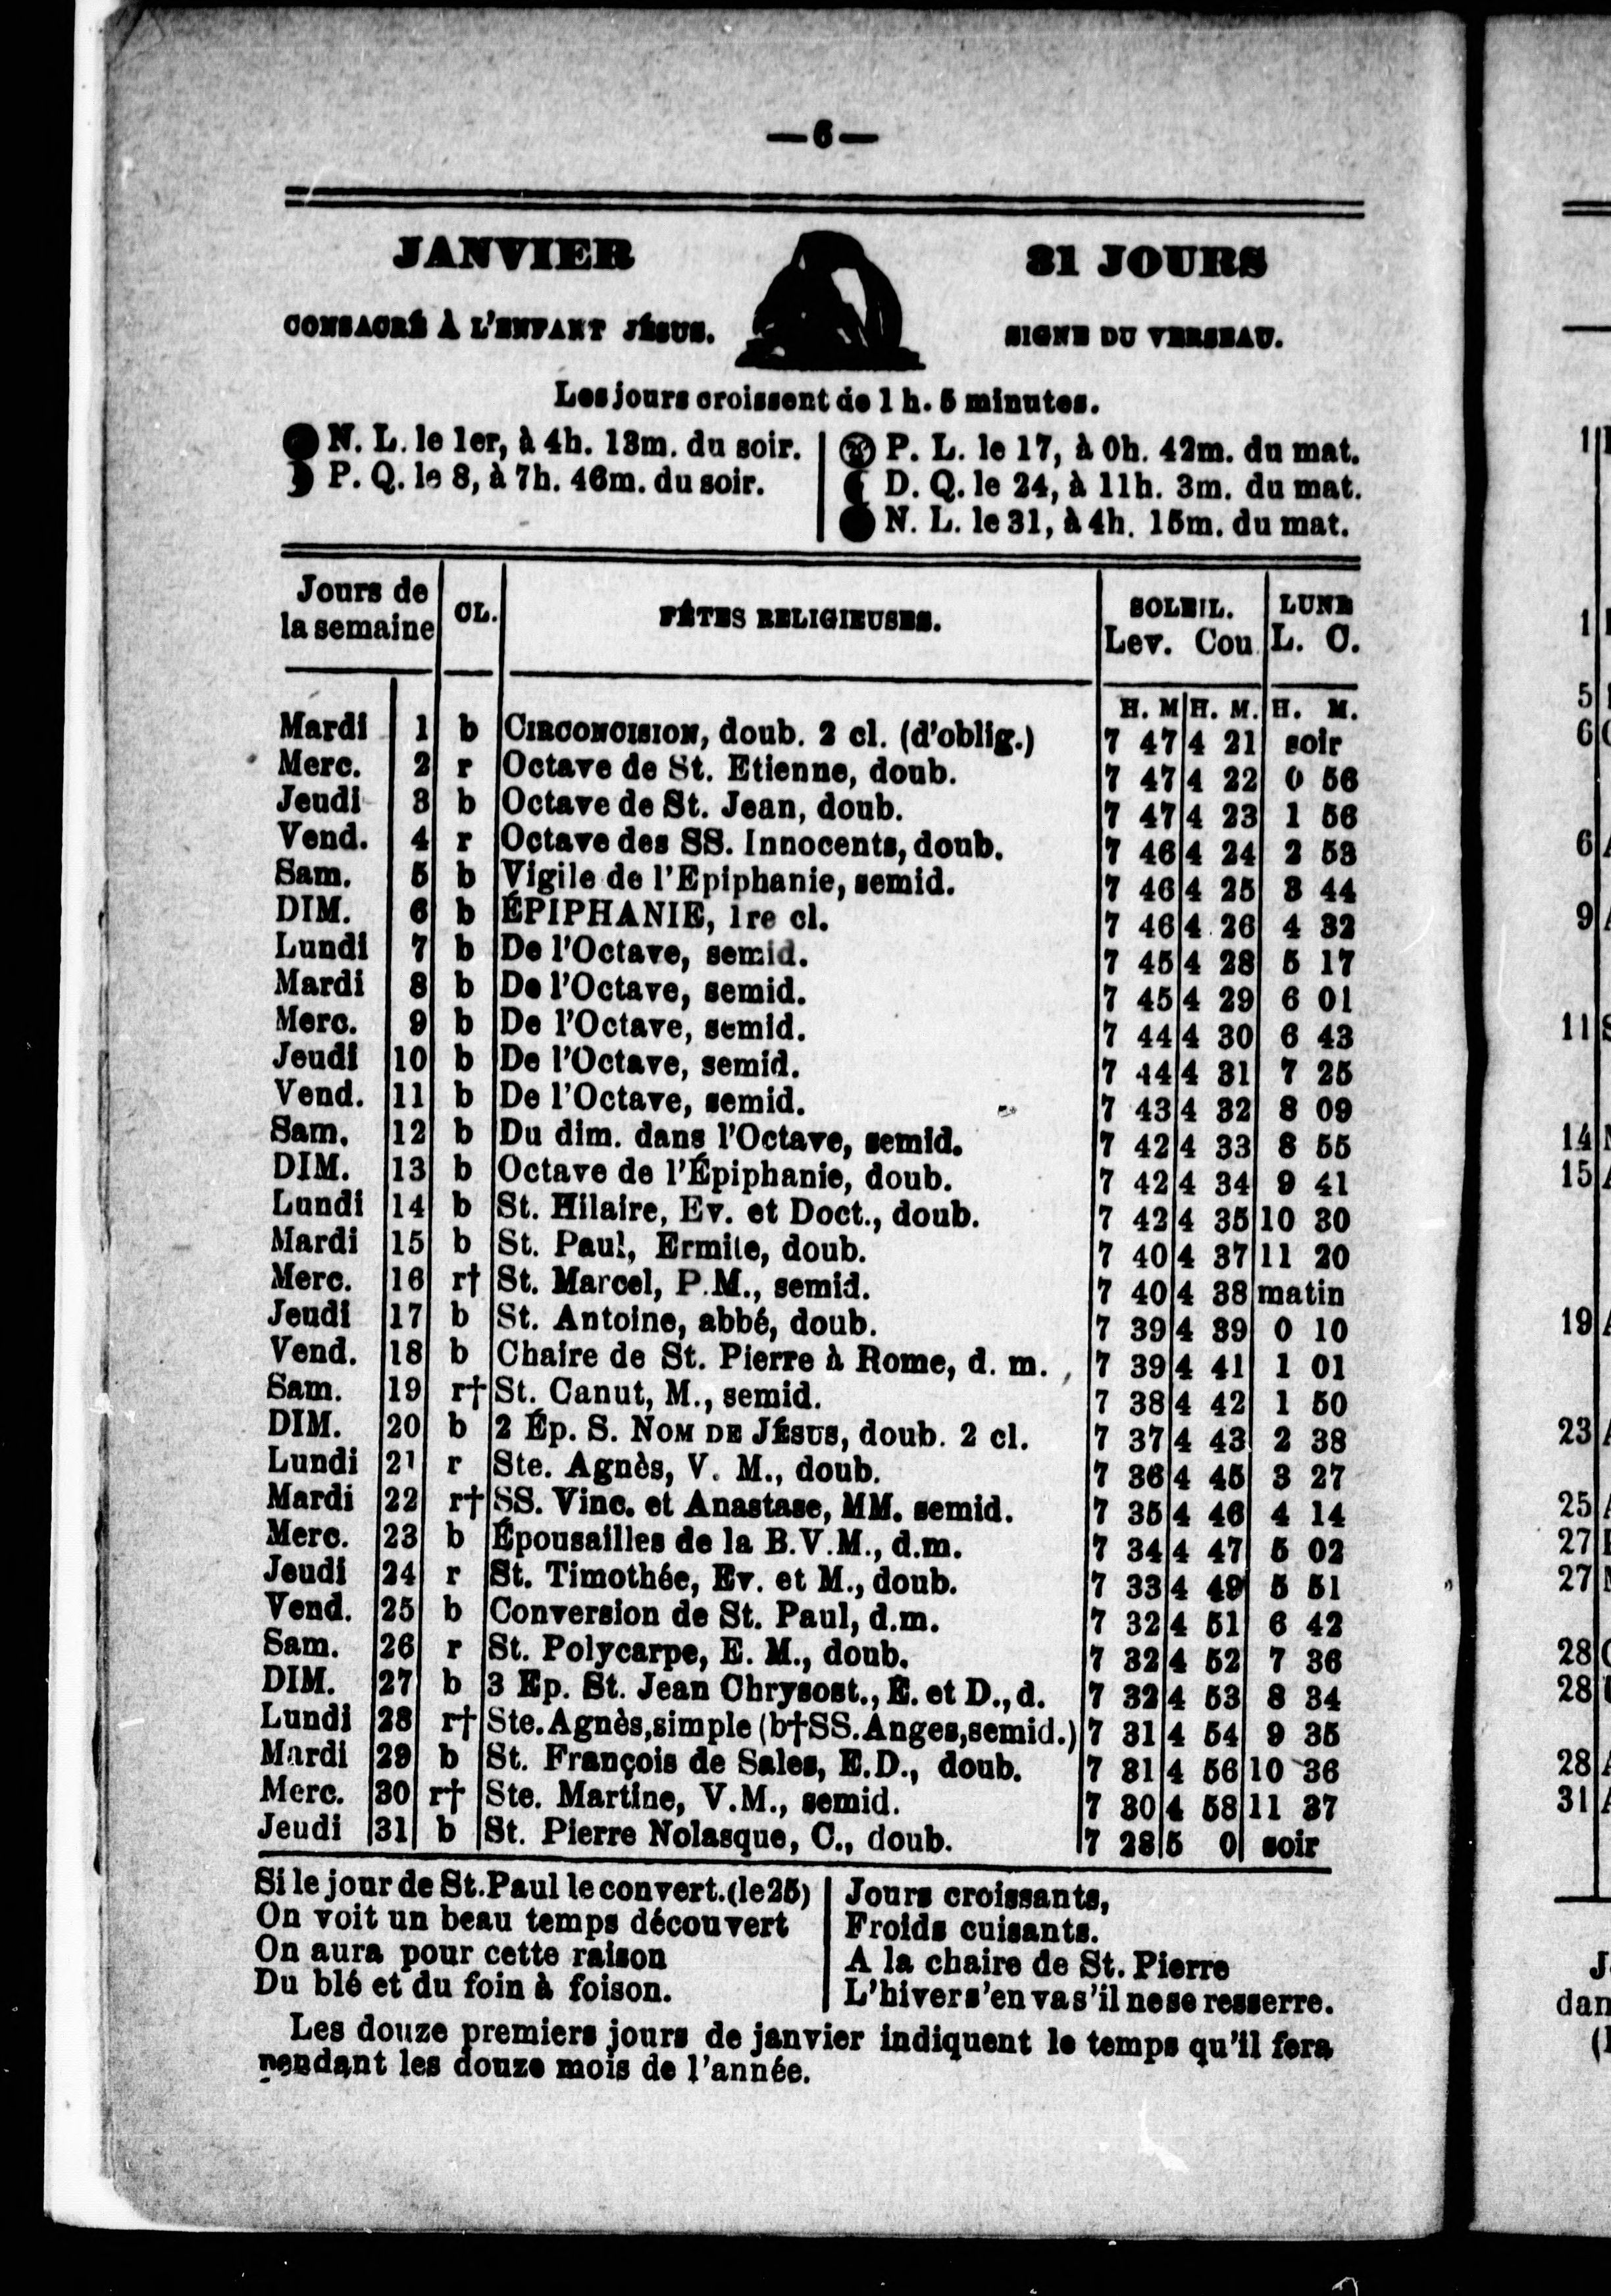 —6—
JANVIER 31 JOURS
CONSACRÉ À L'ENFANT JÉSUS. SIGNE DU VERSEAU.
Les jours croissent de 1 h. 5 minutes.
N. L. le 1er, à 4h. 13m. du soir. P. L. le 17, à 0h. 42m. du mat.
P. Q. le 8, à 7h. 46m. du soir. D. Q. le 24, à 11h. 3m. du mat.
N. L. le 31, à 4h. 15m. du mat.
Jours de la semaine CL. FÊTES RELIGIEUSES. SOLEIL. Lev. Cou LUNE L. C.
H. M H. M. H. M.
Mardi 1 b CIRCONCISION, doub. 2 cl. (d'oblig.) 7 47 4 21 soir
Merc. 2 r Octave de St. Etienne, doub. 7 47 4 22 0 56
Jeudi 3 b Octave de St. Jean, doub. 7 47 4 23 1 56
Vend. 4 r Octave des SS. Innocents, doub. 7 46 4 24 2 53
Sam. 5 b Vigile de l'Epiphanie, semid. 7 46 4 25 3 44
DIM. 6 b ÉPIPHANIE, 1re cl. 7 46 4 26 4 32
Lundi 7 b De l'Octave, semid. 7 45 4 28 5 17
Mardi 8 b De l'Octave, semid. 7 45 4 29 6 01
Merc. 9 b De l'Octave, semid. 7 44 4 30 6 43
Jeudi 10 b De l'Octave, semid. 7 44 4 31 7 25
Vend. 11 b De l'Octave, semid. 7 43 4 32 8 09
Sam. 12 b Du dim. dans l'Octave, semid. 7 42 4 33 8 55
DIM. 13 b Octave de l'Épiphanie, doub. 7 42 4 34 9 41
Lundi 14 b St. Hilaire, Ev. et Doct., doub. 7 42 4 35 10 30
Mardi 15 b St. Paul, Ermite, doub. 7 40 4 37 11 20
Merc. 16 r† St. Marcel, P.M., semid. 7 40 4 38 matin
Jeudi 17 b St. Antoine, abbé, doub. 7 39 4 39 0 10
Vend. 18 b Chaire de St. Pierre à Rome, d. m. 7 39 4 41 1 01
Sam. 19 r† St. Canut, M., semid. 7 38 4 42 1 50
DIM. 20 b 2 Ép. S. NOM DE JÉSUS, doub. 2 cl. 7 37 4 43 2 38
Lundi 21 r Ste. Agnès, V. M., doub. 7 36 4 45 3 27
Mardi 22 r† SS. Vinc. et Anastase, MM. semid. 7 35 4 46 4 14
Merc. 23 b Épousailles de la B.V.M., d.m. 7 34 4 47 5 02
Jeudi 24 r St. Timothée, Ev. et M., doub. 7 33 4 49 5 51
Vend. 25 b Conversion de St. Paul, d.m. 7 32 4 51 6 42
Sam. 26 r St. Polycarpe, E. M., doub. 7 32 4 52 7 36
DIM. 27 b 3 Ep. St. Jean Chrysost., É. et D., d. 7 32 4 53 8 34
Lundi 28 r† Ste. Agnès, simple (b†SS. Anges, semid.) 7 31 4 54 9 35
Mardi 29 b St. François de Sales, E.D., doub. 7 31 4 56 10 36
Merc. 30 r† Ste. Martine, V.M., semid. 7 30 4 58 11 37
Jeudi 31 b St. Pierre Nolasque, C., doub. 7 28 5 0 soir
Si le jour de St. Paul le convert. (le 25)
On voit un beau temps découvert
On aura pour cette raison
Du blé et du foin à foison.
Jours croissants,
Froids cuisants.
A la chaire de St. Pierre
L'hiver s'en va s'il ne se resserre.
Les douze premiers jours de janvier indiquent le temps qu'il fera
pendant les douze mois de l'année.
1
1
5
6
6
9
11
14
15
19
23
25
27
27
28
28
28
31
dan